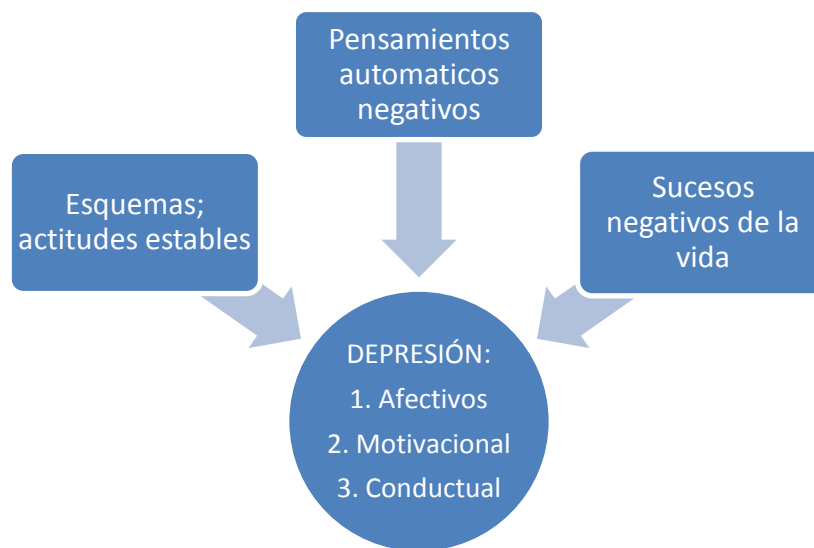 Pensamientos
automaticos
negativos
Esquemas;
actitudes estables
Sucesos
negativos de la
vida
DEPRESIÓN:
1. Afectivos
2. Motivacional
3. Conductual